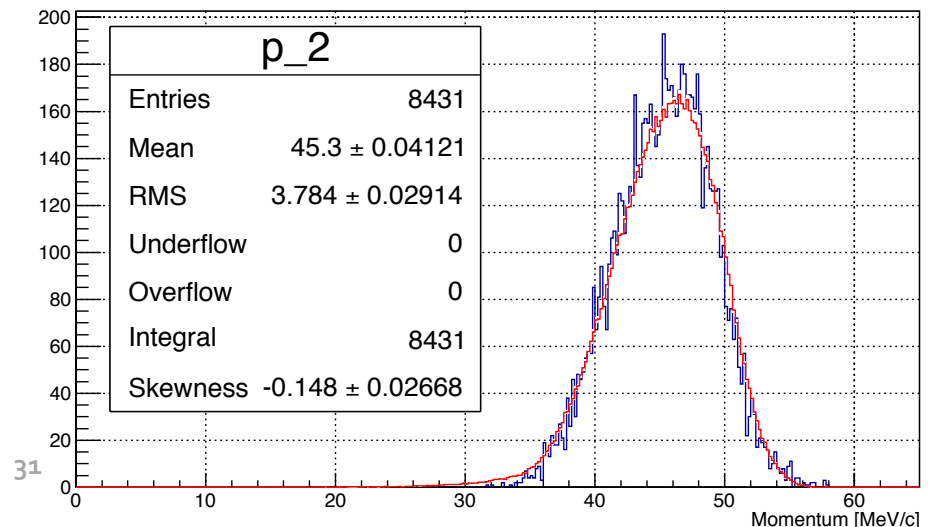 p_2
Entries 8431
Mean 45.3 ± 0.04121
RMS 3.784 ± 0.02914
Underflow 0
Overflow 0
Integral 8431
Skewness -0.148 ± 0.02668
200
180
160
140
120
100
80
60
40
20
0
31
0 10 20 30 40 50 60
Momentum [MeV/c]